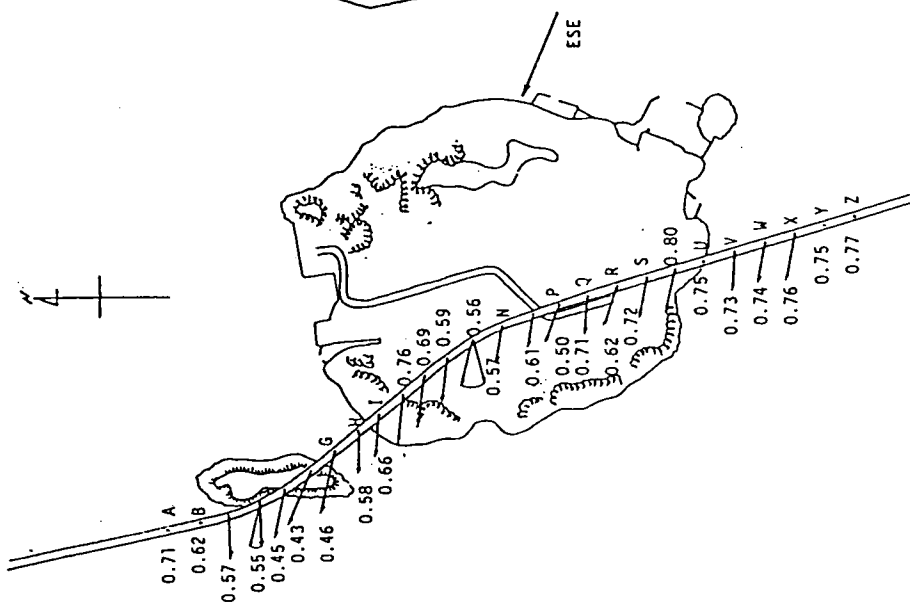 N
ESE
0.71 A
0.62 B
0.57
0.55
0.45
0.43
0.46 G
0.58 H
0.66 I
0.76
0.69
0.59
0.56
0.57 N
0.61
0.50 P
0.71 Q
0.62 R
0.72 S
0.80
0.75 U
0.73 V
0.74 W
0.76 X
0.75 Y
0.77 Z